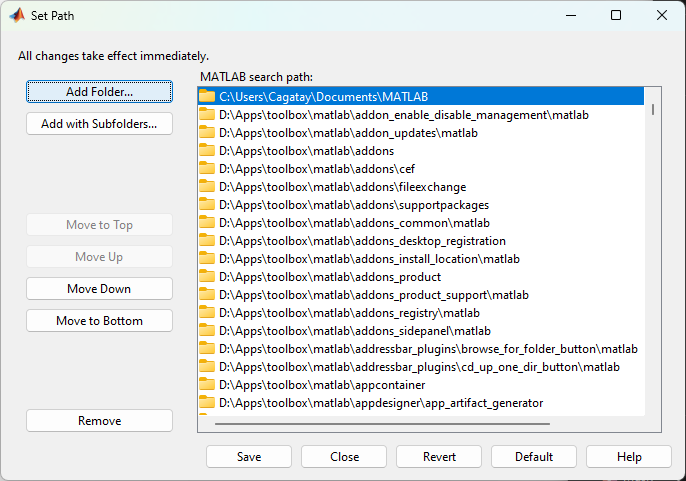 Set Path
All changes take effect immediately.
MATLAB search path:
Add Folder...
Add with Subfolders...
Move to Top
Move Up
Move Down
Move to Bottom
Remove
C:\Users\Cagatay\Documents\MATLAB
D:\Apps\toolbox\matlab\addon_enable_disable_management\matlab
D:\Apps\toolbox\matlab\addon_updates\matlab
D:\Apps\toolbox\matlab\addons
D:\Apps\toolbox\matlab\addons\cef
D:\Apps\toolbox\matlab\addons\fileexchange
D:\Apps\toolbox\matlab\addons\supportpackages
D:\Apps\toolbox\matlab\addons_common\matlab
D:\Apps\toolbox\matlab\addons_desktop_registration
D:\Apps\toolbox\matlab\addons_install_location\matlab
D:\Apps\toolbox\matlab\addons_product
D:\Apps\toolbox\matlab\addons_product_support\matlab
D:\Apps\toolbox\matlab\addons_registry\matlab
D:\Apps\toolbox\matlab\addons_sidepanel\matlab
D:\Apps\toolbox\matlab\addressbar_plugins\browse_for_folder_button\matlab
D:\Apps\toolbox\matlab\addressbar_plugins\cd_up_one_dir_button\matlab
D:\Apps\toolbox\matlab\appcontainer
D:\Apps\toolbox\matlab\appdesigner\app_artifact_generator
Save
Close
Revert
Default
Help